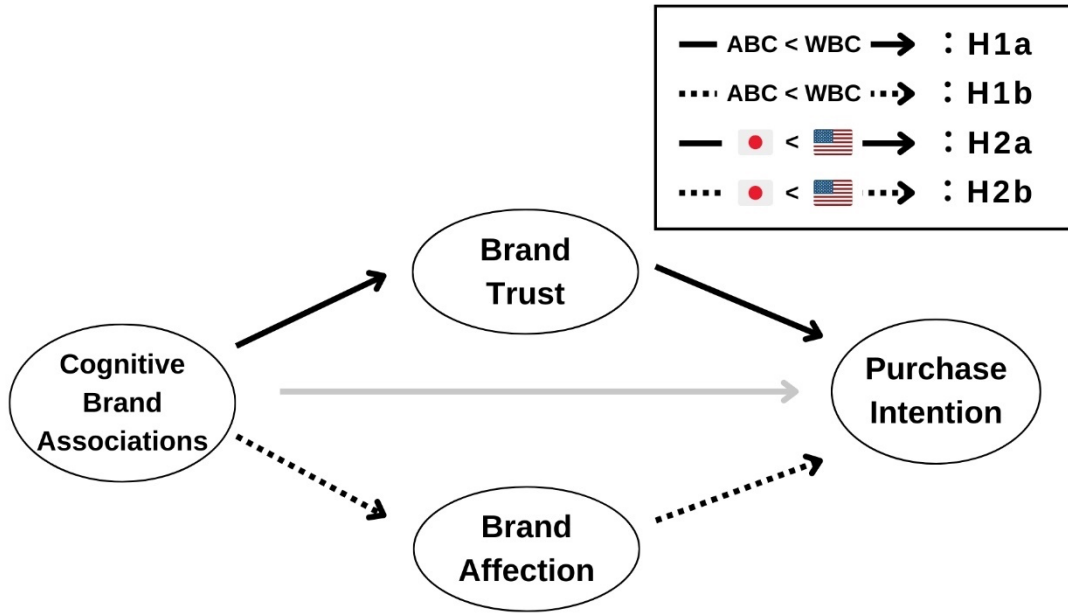 ABC < WBC : H1a
ABC < WBC : H1b
< : H2a
< : H2b
Brand
Trust
Cognitive
Brand
Associations
Purchase
Intention
Brand
Affection